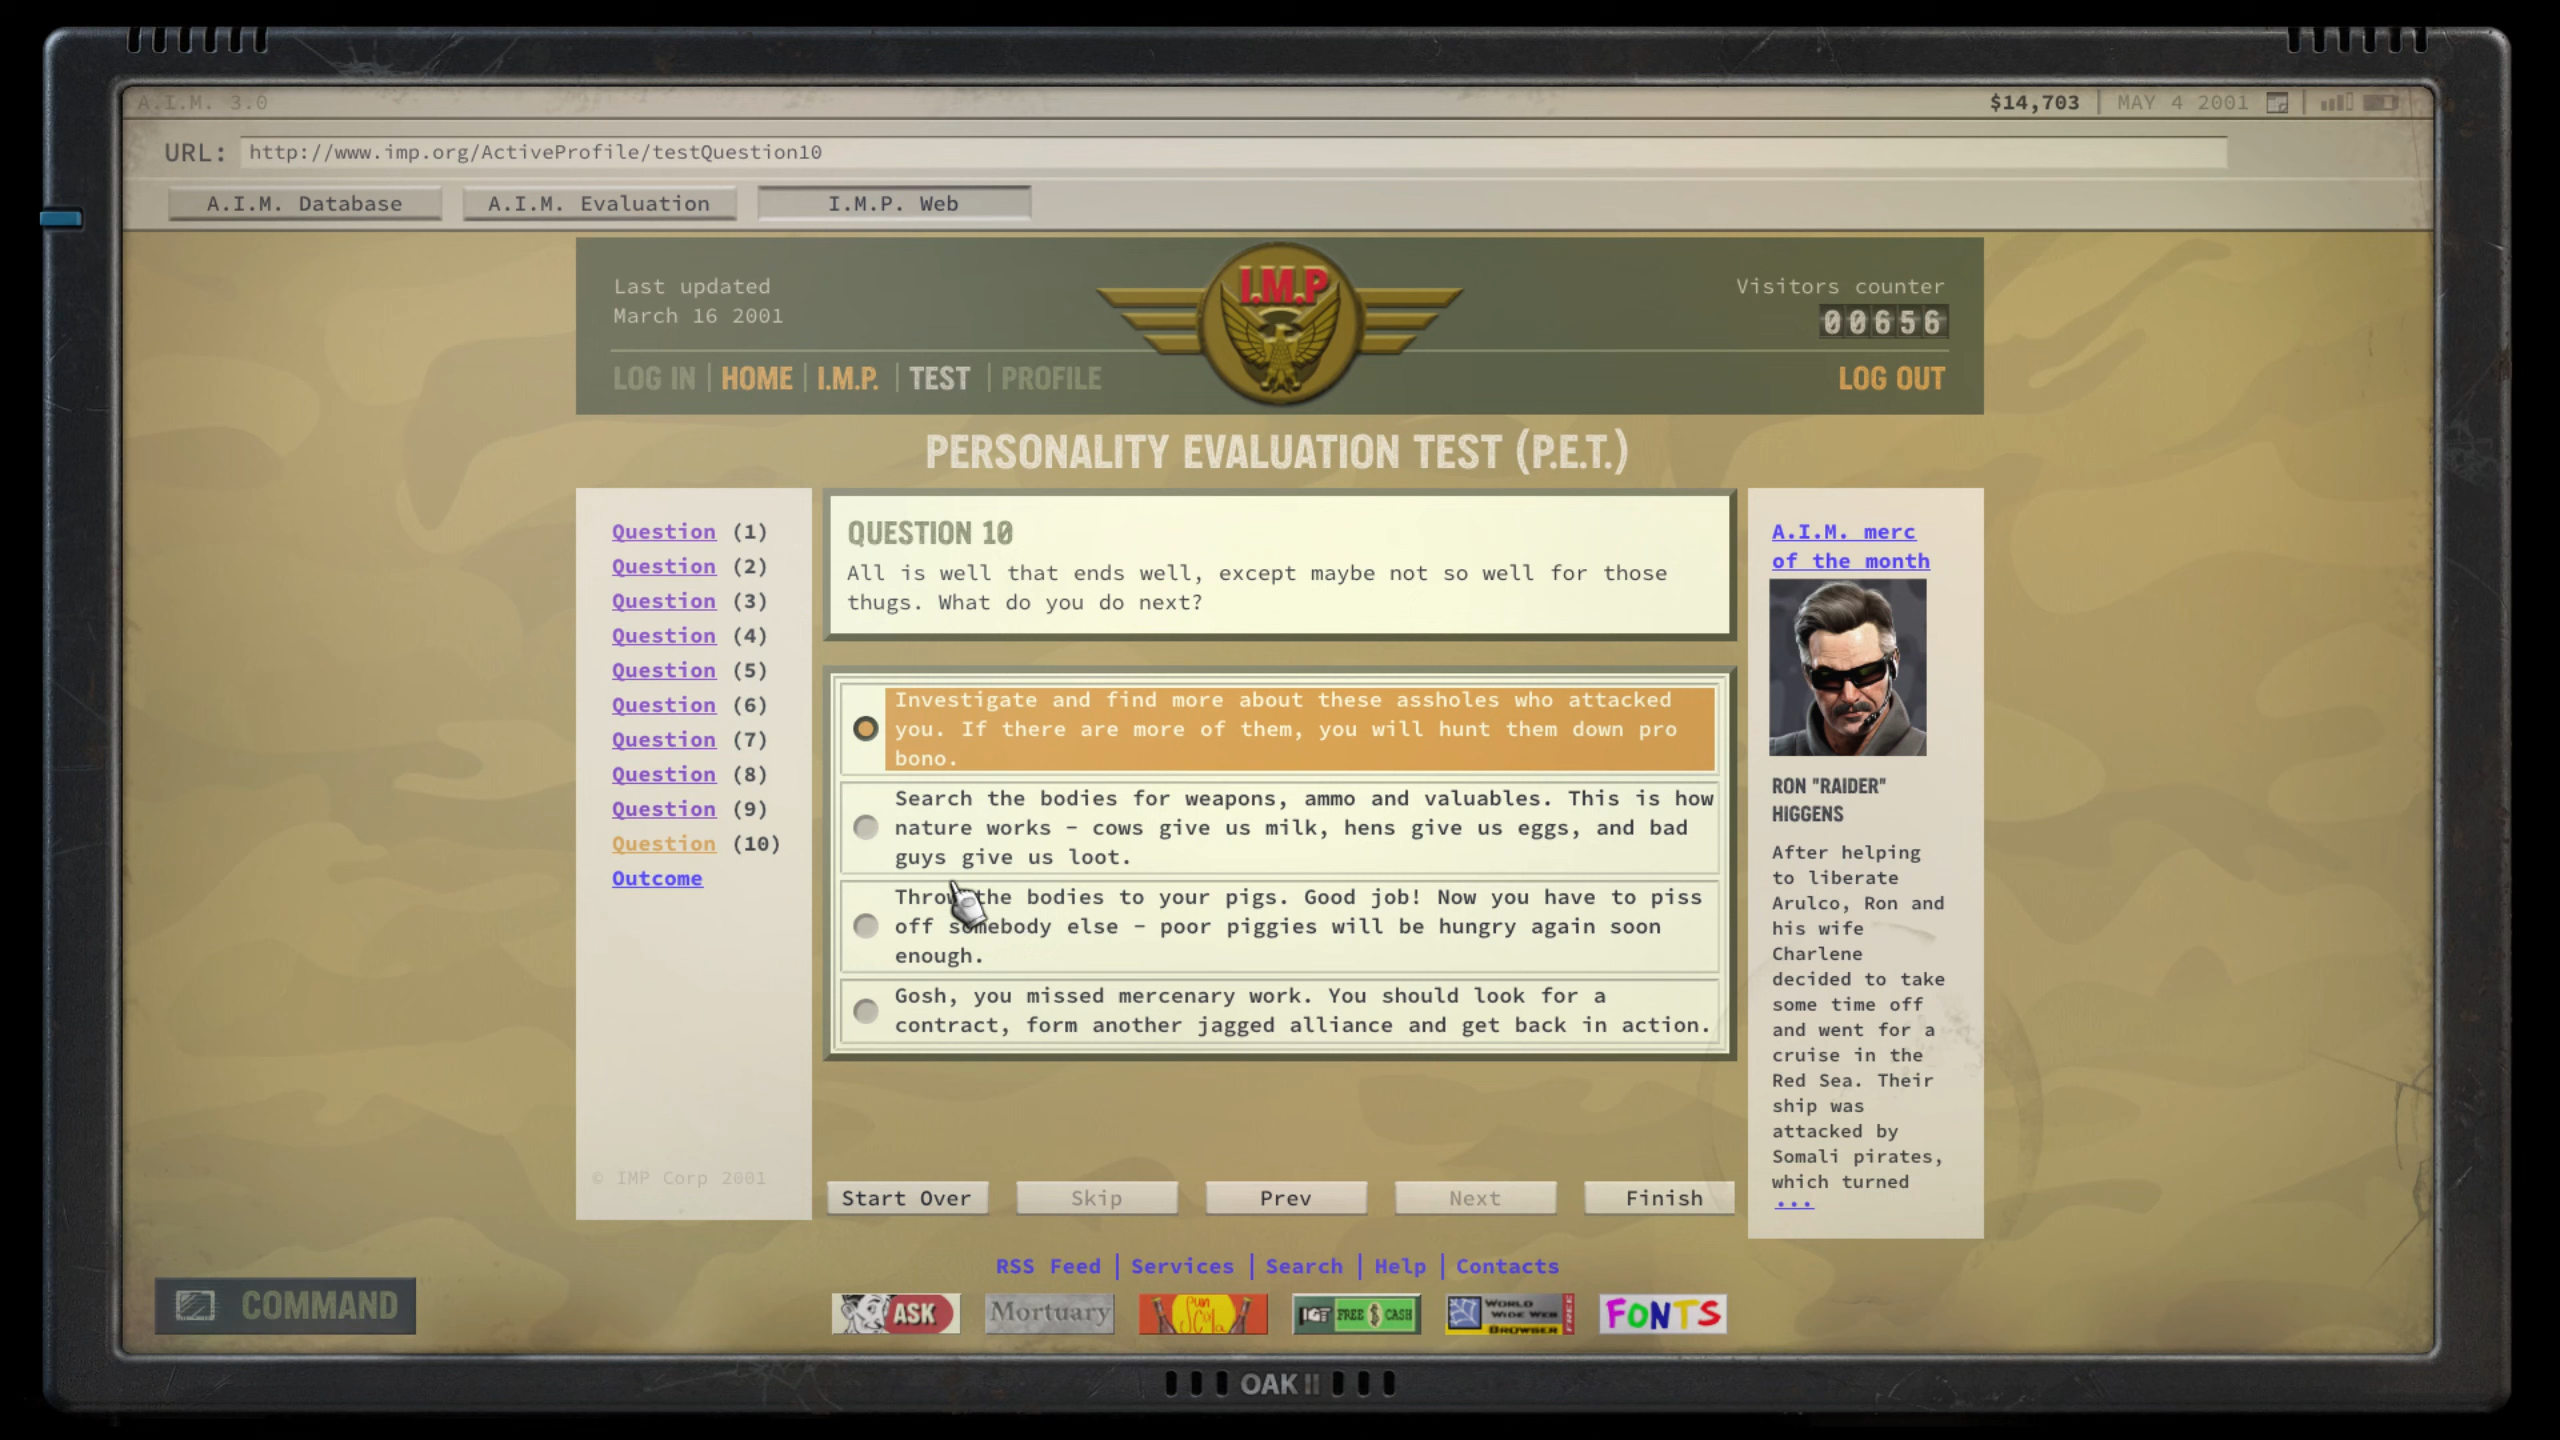 A.I.M. 3.0
$14,703 | MAY 4 2001
URL: http://www.imp.org/ActiveProfile/testQuestion10
A.I.M. Database
A.I.M. Evaluation
I.M.P. Web
Last updated
March 16 2001
I.M.P
Visitors counter
00656
LOG IN | HOME | I.M.P. | TEST | PROFILE
LOG OUT
PERSONALITY EVALUATION TEST (P.E.T.)
Question (1)
Question (2)
Question (3)
Question (4)
Question (5)
Question (6)
Question (7)
Question (8)
Question (9)
Question (10)
Outcome
© IMP Corp 2001
QUESTION 10
All is well that ends well, except maybe not so well for those
thugs. What do you do next?
Investigate and find more about these assholes who attacked
you. If there are more of them, you will hunt them down pro
bono.
Search the bodies for weapons, ammo and valuables. This is how
nature works - cows give us milk, hens give us eggs, and bad
guys give us loot.
Throw the bodies to your pigs. Good job! Now you have to piss
off somebody else - poor piggies will be hungry again soon
enough.
Gosh, you missed mercenary work. You should look for a
contract, form another jagged alliance and get back in action.
Start Over
Skip
Prev
Next
Finish
A.I.M. merc
of the month
RON "RAIDER"
HIGGENS
After helping
to liberate
Arulco, Ron and
his wife
Charlene
decided to take
some time off
and went for a
cruise in the
Red Sea. Their
ship was
attacked by
Somali pirates,
which turned
...
RSS Feed | Services | Search | Help | Contacts
ASK
Mortuary
Sun Cola
FREE $ CASH
WORLD WIDE WEB BROWSER FREE
FONTS
COMMAND
OAK II